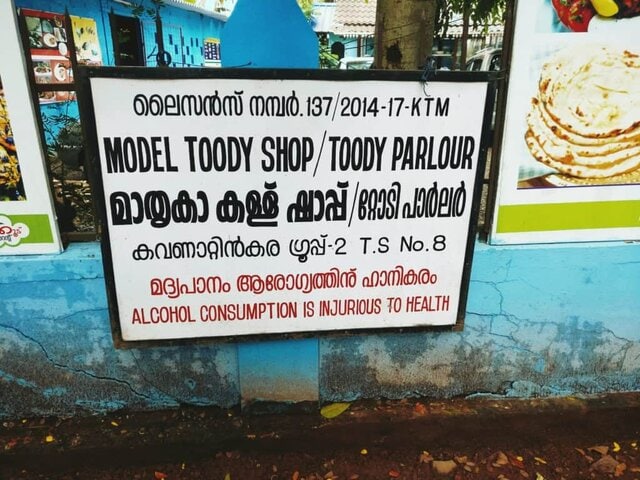 ലൈസൻസ് നമ്പർ.137/2014-17-KTM
MODEL TOODY SHOP/TOODY PARLOUR
മാതൃകാ കള്ള് ഷാപ്പ്/റ്റോടി പാർലർ
കവണാറ്റിൻകര ഗ്രൂപ്പ്-2 T.S No.8
മദ്യപാനം ആരോഗ്യത്തിന് ഹാനികരം
ALCOHOL CONSUMPTION IS INJURIOUS TO HEALTH